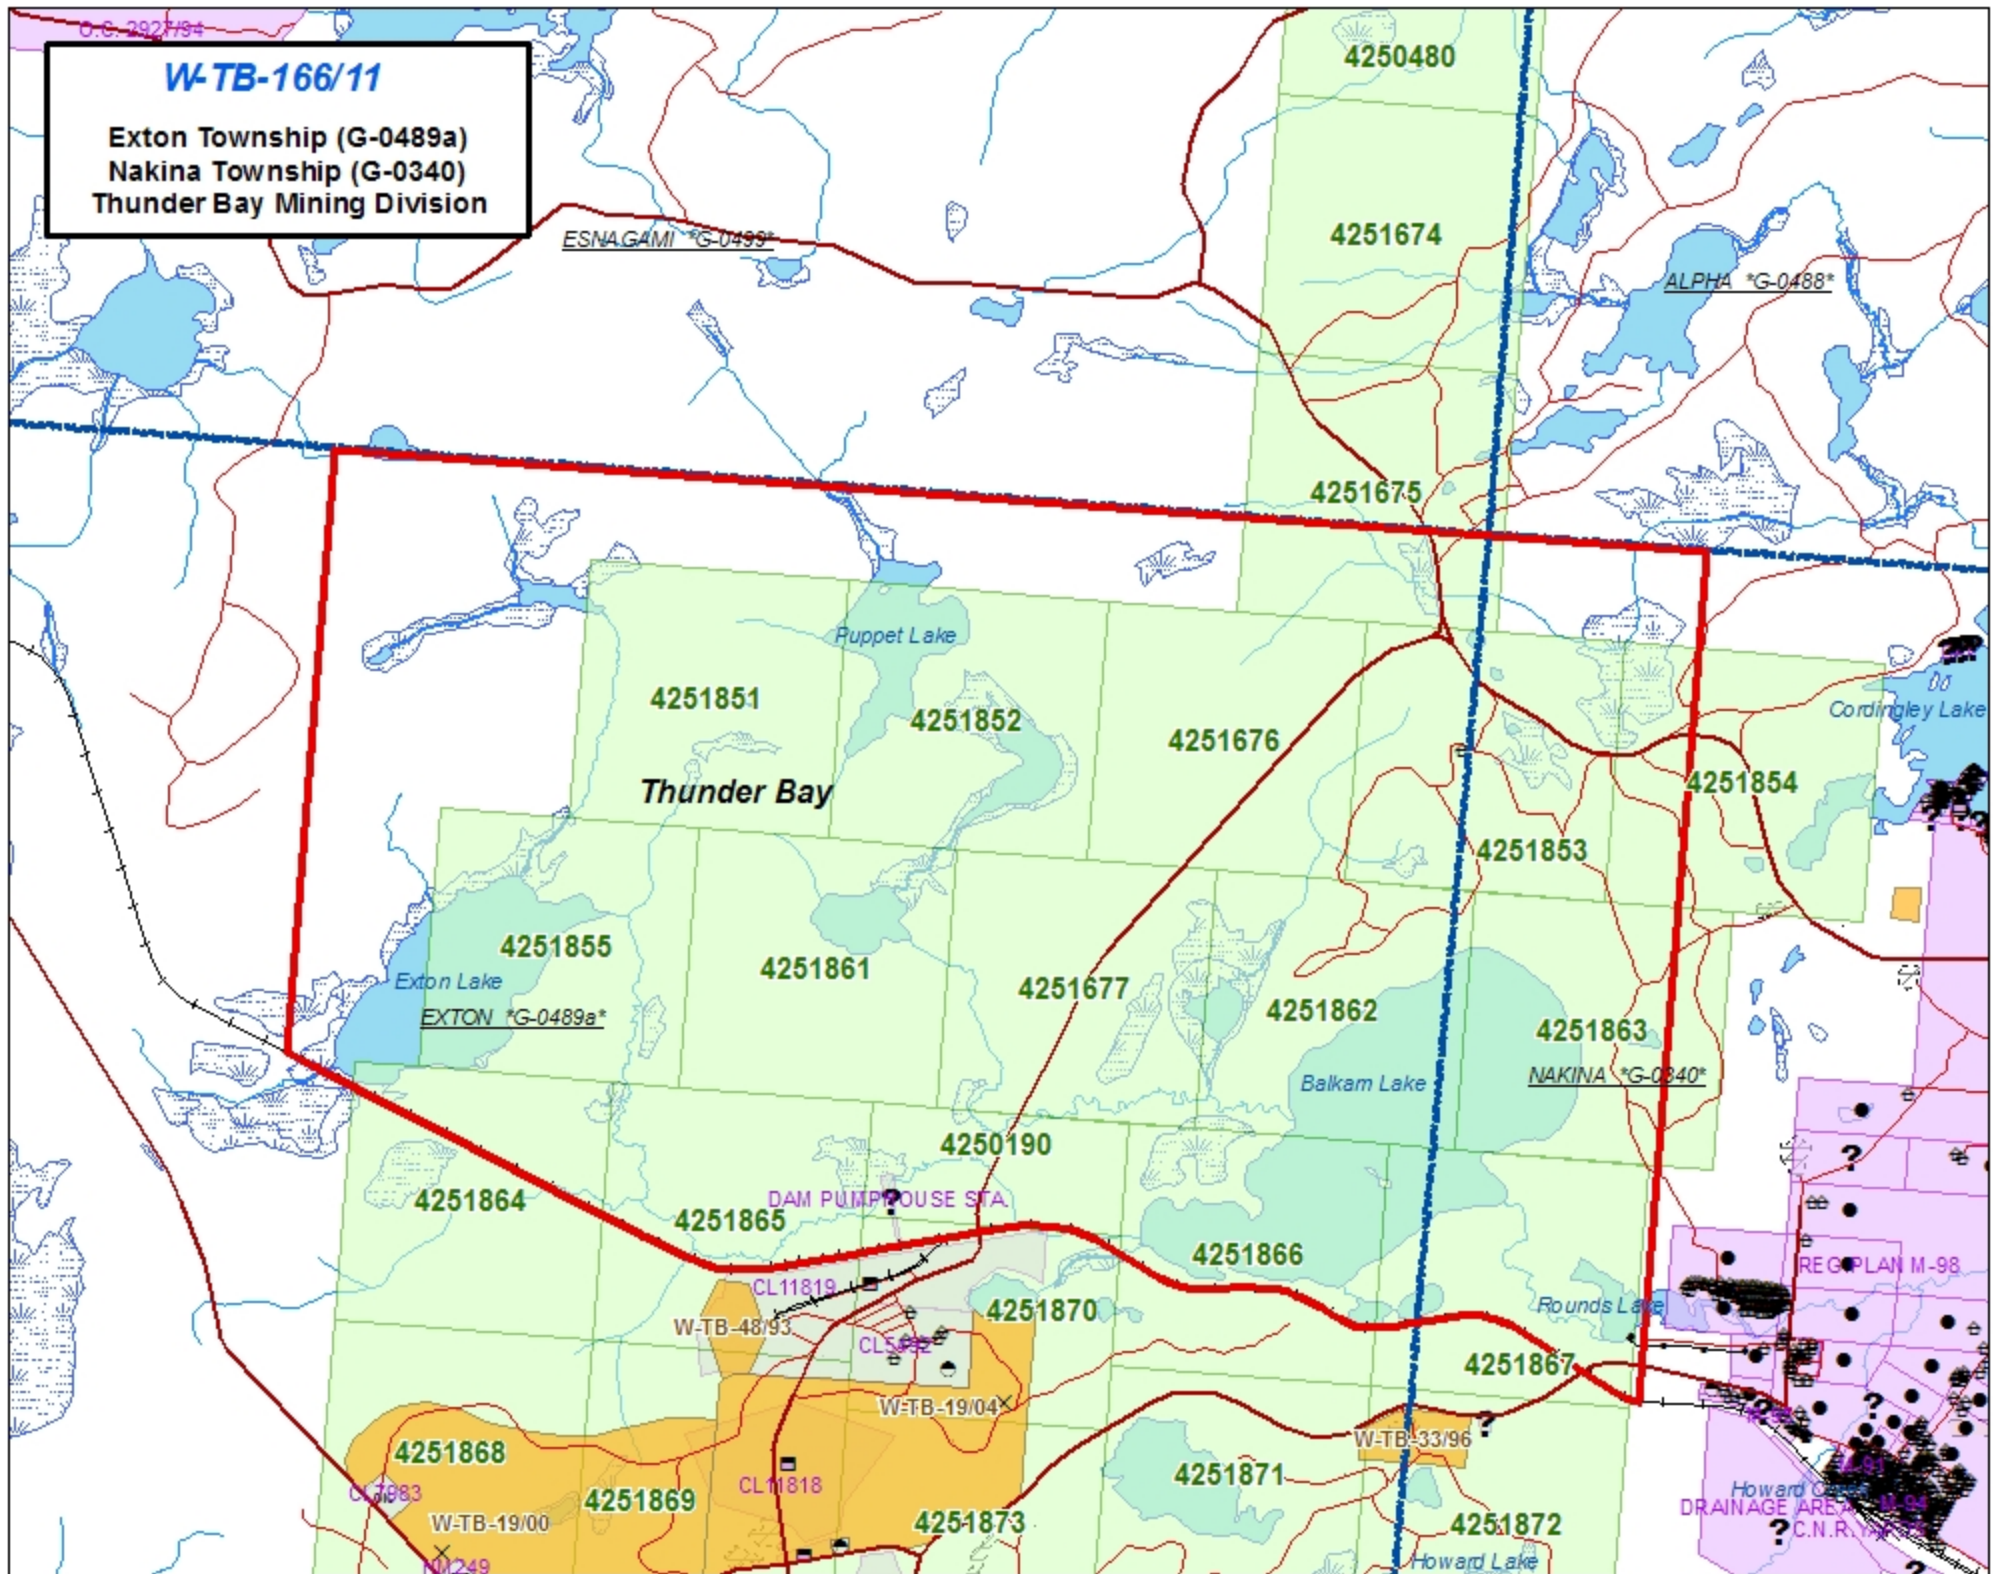 O.C. 2927/94
W-TB-166/11
Exton Township (G-0489a)
Nakina Township (G-0340)
Thunder Bay Mining Division
4250480
4251674
ESNAGAMI *G-0499*
ALPHA *G-0488*
4251675
Puppet Lake
4251851
4251852
Cordingley Lake
4251676
4251854
Thunder Bay
4251853
4251855
4251861
Exton Lake
4251677
4251862
EXTON *G-0489a*
4251863
Balkam Lake
NAKINA *G-0340*
4250190
?
4251864
DAM PUMPHOUSE STA.
?
4251865
4251866
REG PLAN M-98
CL11819
4251870
Rounds Lake
W-TB-48/93
CL5492
4251867
W-TB-19/04
?
?
W-TB-33/96
4251868
4251871
CL11818
CL7983
4251869
Howard
DRAINAGE AREA
M-94
W-TB-19/00
4251873
4251872
?
C.N.R.
NM249
Howard Lake
?